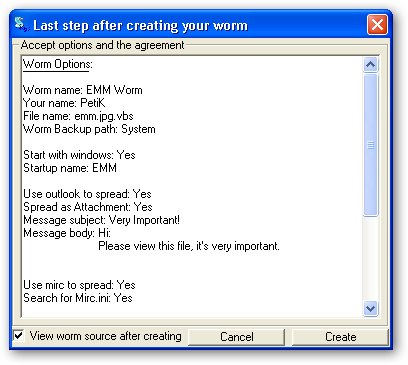 Last step after creating your worm
Accept options and the agreement
Worm Options:
Worm name: EMM Worm
Your name: PetiK
File name: emm.jpg.vbs
Worm Backup path: System
Start with windows: Yes
Startup name: EMM
Use outlook to spread: Yes
Spread as Attachment: Yes
Message subject: Very Important!
Message body: Hi:
Please view this file, it's very important.
Use mirc to spread: Yes
Search for Mirc.ini: Yes
View worm source after creating
Cancel
Create